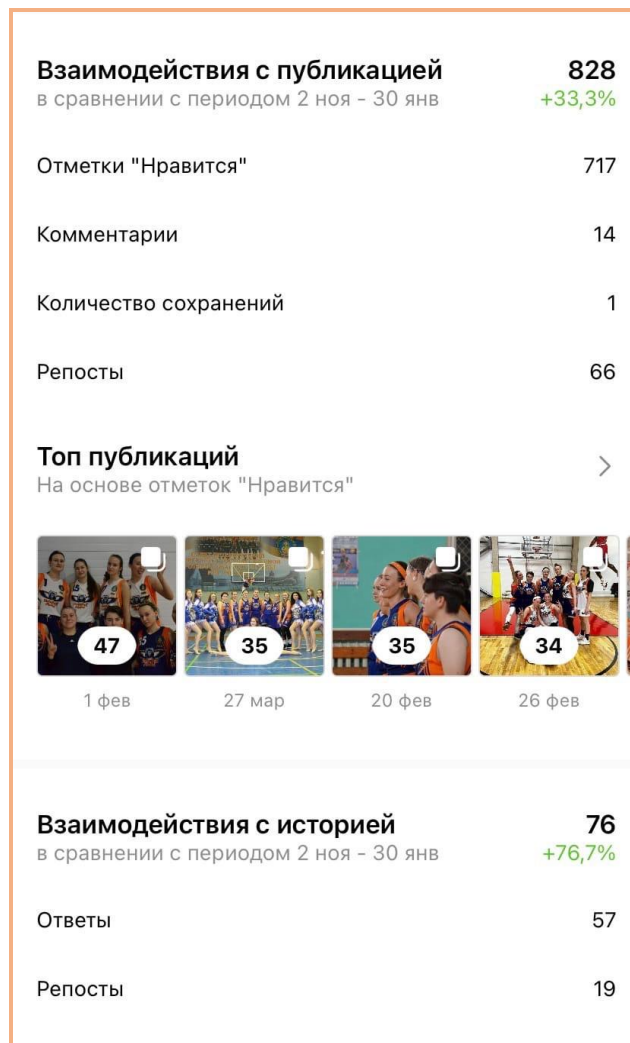 Взаимодействия с публикацией 828
в сравнении с периодом 2 ноя - 30 янв +33,3%
Отметки "Нравится" 717
Комментарии 14
Количество сохранений 1
Репосты 66
Топ публикаций
На основе отметок "Нравится"
47 35 35 34
1 фев 27 мар 20 фев 26 фев
Взаимодействия с историей 76
в сравнении с периодом 2 ноя - 30 янв +76,7%
Ответы 57
Репосты 19